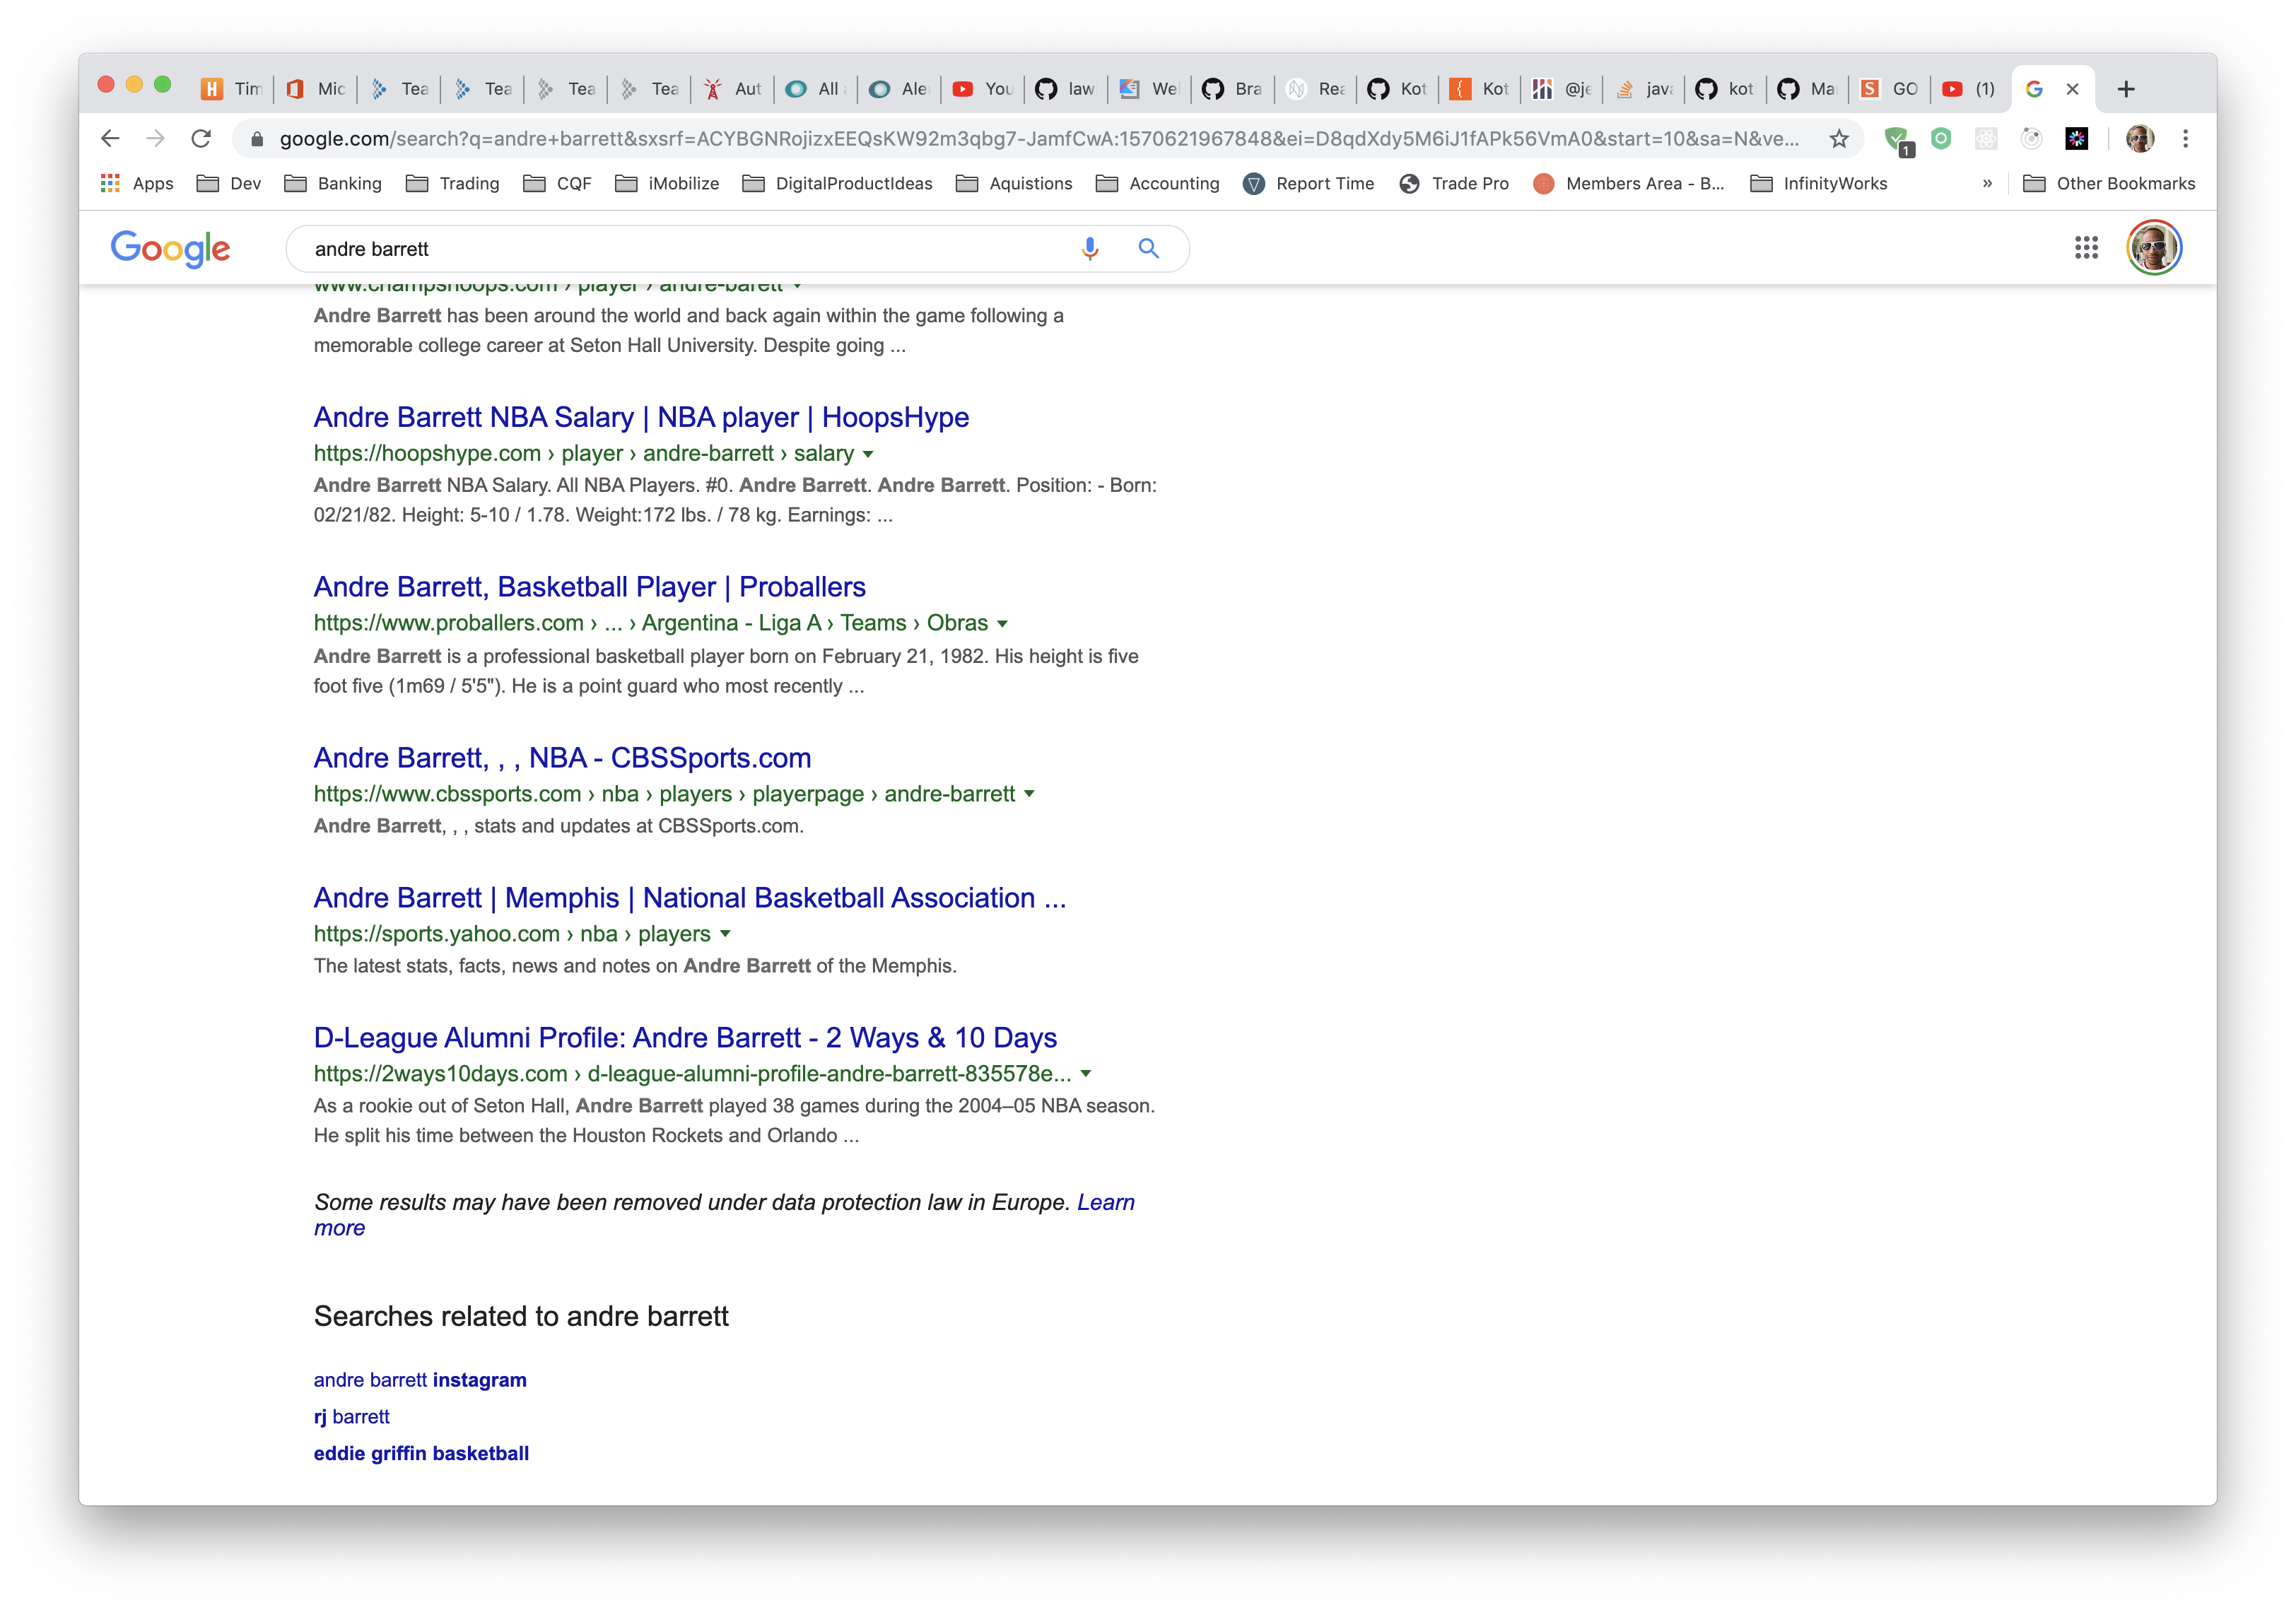 Tim Mic Tea Tea Tea Tea Aut All Ale You law We Bra Rea Kot Kot @je java kot Ma GO (1)
google.com/search?q=andre+barrett&sxsrf=ACYBGNRojizxEEQsKW92m3qbg7-JamfCwA:1570621967848&ei=D8qdXdy5M6iJ1fAPk56VmA0&start=10&sa=N&ve...
1
Apps Dev Banking Trading CQF iMobilize DigitalProductIdeas Aquistions Accounting Report Time Trade Pro Members Area - B... InfinityWorks » Other Bookmarks
Google andre barrett
www.champshoops.com › player › andre-barett
Andre Barrett has been around the world and back again within the game following a
memorable college career at Seton Hall University. Despite going ...
Andre Barrett NBA Salary | NBA player | HoopsHype
https://hoopshype.com › player › andre-barrett › salary
Andre Barrett NBA Salary. All NBA Players. #0. Andre Barrett. Andre Barrett. Position: - Born:
02/21/82. Height: 5-10 / 1.78. Weight:172 lbs. / 78 kg. Earnings: ...
Andre Barrett, Basketball Player | Proballers
https://www.proballers.com › ... › Argentina - Liga A › Teams › Obras
Andre Barrett is a professional basketball player born on February 21, 1982. His height is five
foot five (1m69 / 5'5"). He is a point guard who most recently ...
Andre Barrett, , , NBA - CBSSports.com
https://www.cbssports.com › nba › players › playerpage › andre-barrett
Andre Barrett, , , stats and updates at CBSSports.com.
Andre Barrett | Memphis | National Basketball Association ...
https://sports.yahoo.com › nba › players
The latest stats, facts, news and notes on Andre Barrett of the Memphis.
D-League Alumni Profile: Andre Barrett - 2 Ways & 10 Days
https://2ways10days.com › d-league-alumni-profile-andre-barrett-835578e...
As a rookie out of Seton Hall, Andre Barrett played 38 games during the 2004–05 NBA season.
He split his time between the Houston Rockets and Orlando ...
Some results may have been removed under data protection law in Europe. Learn
more
Searches related to andre barrett
andre barrett instagram
rj barrett
eddie griffin basketball